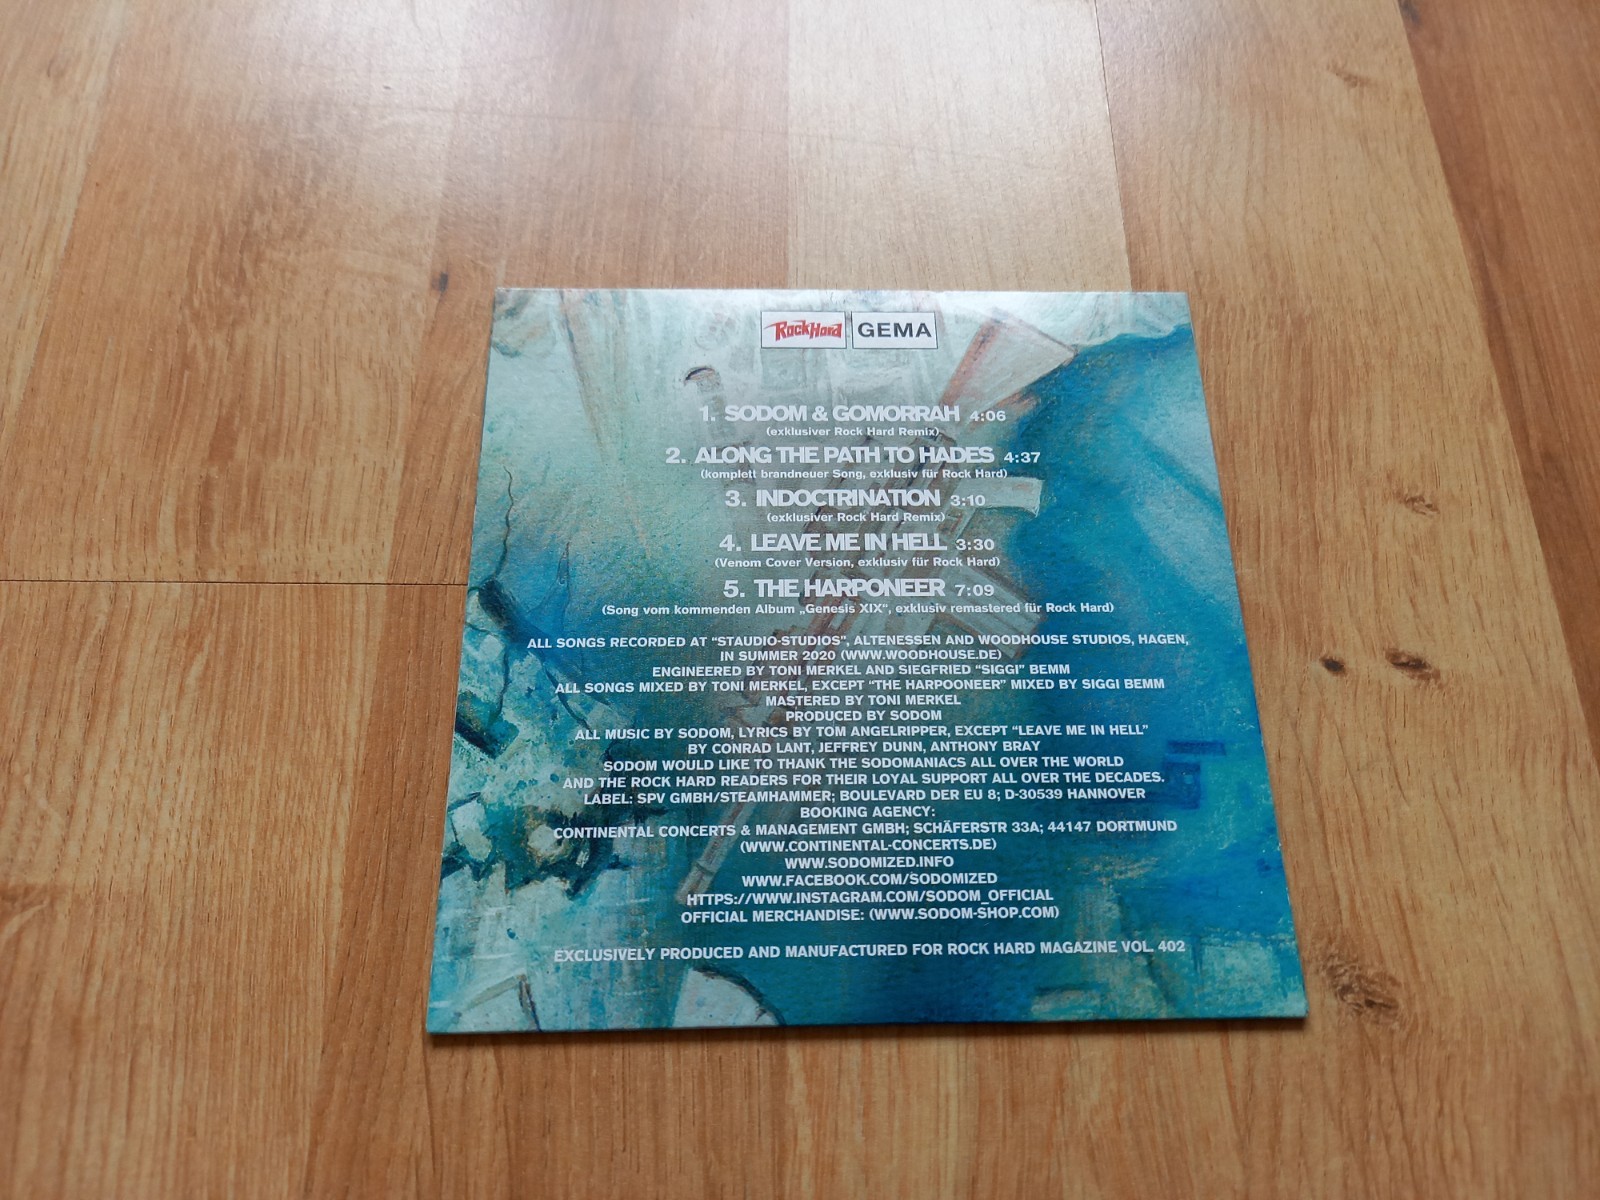 RockHard GEMA
1. SODOM & GOMORRAH 4:06
(exklusiver Rock Hard Remix)
2. ALONG THE PATH TO HADES 4:37
(komplett brandneuer Song, exklusiv für Rock Hard)
3. INDOCTRINATION 3:10
(exklusiver Rock Hard Remix)
4. LEAVE ME IN HELL 3:30
(Venom Cover Version, exklusiv für Rock Hard)
5. THE HARPONEER 7:09
(Song vom kommenden Album „Genesis XIX“, exklusiv remastered für Rock Hard)
ALL SONGS RECORDED AT "STAUDIO-STUDIOS", ALTENESSEN AND WOODHOUSE STUDIOS, HAGEN,
IN SUMMER 2020 (WWW.WOODHOUSE.DE)
ENGINEERED BY TONI MERKEL AND SIEGFRIED "SIGGI" BEMM
ALL SONGS MIXED BY TONI MERKEL, EXCEPT "THE HARPOONEER" MIXED BY SIGGI BEMM
MASTERED BY TONI MERKEL
PRODUCED BY SODOM
ALL MUSIC BY SODOM, LYRICS BY TOM ANGELRIPPER, EXCEPT "LEAVE ME IN HELL"
BY CONRAD LANT, JEFFREY DUNN, ANTHONY BRAY
SODOM WOULD LIKE TO THANK THE SODOMANIACS ALL OVER THE WORLD
AND THE ROCK HARD READERS FOR THEIR LOYAL SUPPORT ALL OVER THE DECADES.
LABEL: SPV GMBH/STEAMHAMMER; BOULEVARD DER EU 8; D-30539 HANNOVER
BOOKING AGENCY:
CONTINENTAL CONCERTS & MANAGEMENT GMBH; SCHÄFERSTR 33A; 44147 DORTMUND
(WWW.CONTINENTAL-CONCERTS.DE)
WWW.SODOMIZED.INFO
WWW.FACEBOOK.COM/SODOMIZED
HTTPS://WWW.INSTAGRAM.COM/SODOM_OFFICIAL
OFFICIAL MERCHANDISE: (WWW.SODOM-SHOP.COM)
EXCLUSIVELY PRODUCED AND MANUFACTURED FOR ROCK HARD MAGAZINE VOL. 402